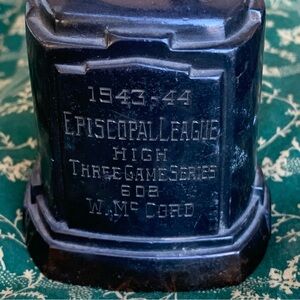 1943-44
EPISCOPAL LEAGUE
HIGH
THREE GAME SERIES
608
W. MCCORD